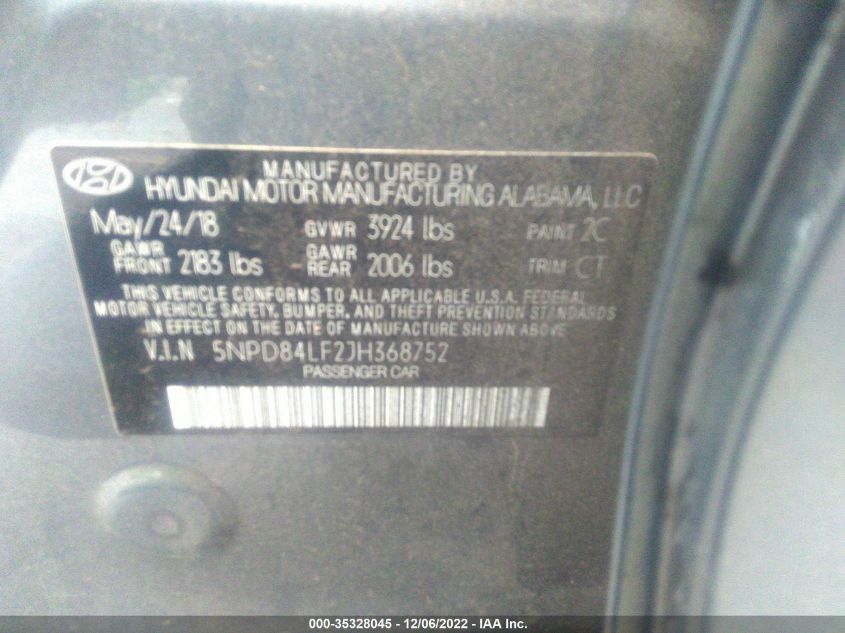 MANUFACTURED BY
HYUNDAI MOTOR MANUFACTURING ALABAMA, LLC
May/24/18 GVWR 3924 lbs PAINT 2C
GAWR FRONT 2183 lbs GAWR REAR 2006 lbs TRIM CT
THIS VEHICLE CONFORMS TO ALL APPLICABLE U.S.A. FEDERAL
MOTOR VEHICLE SAFETY, BUMPER, AND THEFT PREVENTION STANDARDS
IN EFFECT ON THE DATE OF MANUFACTURE SHOWN ABOVE.
V.I.N 5NPD84LF2JH368752
PASSENGER CAR
000-35328045 - 12/06/2022 - IAA Inc.